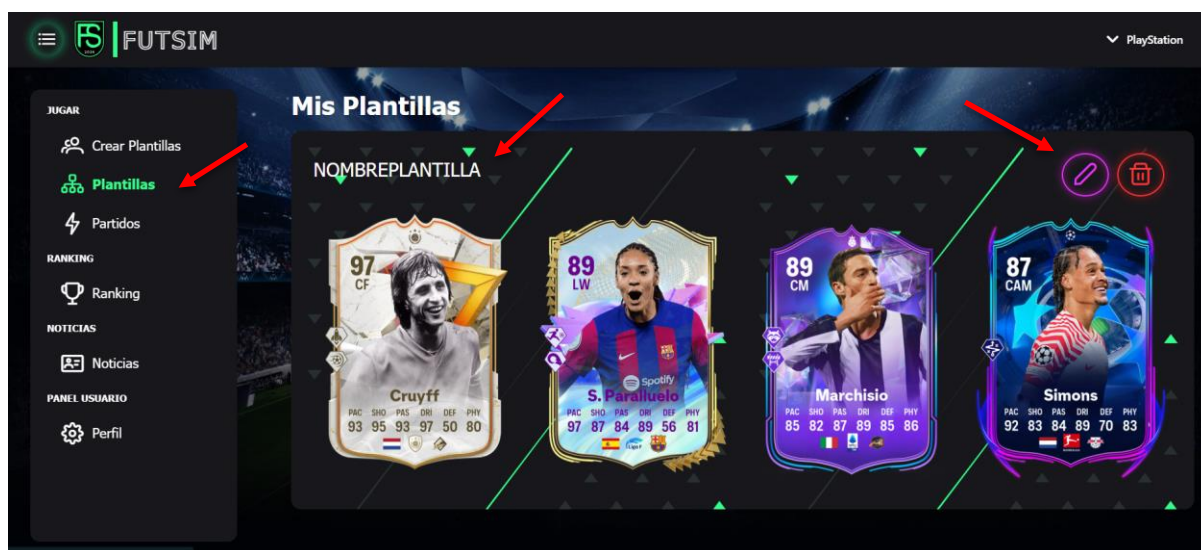 FS FUTSIM
PlayStation
JUGAR
Crear Plantillas
Plantillas
Partidos
RANKING
Ranking
NOTICIAS
Noticias
PANEL USUARIO
Perfil
Mis Plantillas
NOMBREPLANTILLA
97
CF
Cruyff
PAC SHO PAS DRI DEF PHY
93 95 93 97 50 80
89
LW
Spotify
S. Paralluelo
PAC SHO PAS DRI DEF PHY
97 87 84 89 56 81
89
CM
Marchisio
PAC SHO PAS DRI DEF PHY
85 82 87 89 85 86
87
CAM
Simons
PAC SHO PAS DRI DEF PHY
92 83 84 89 70 83